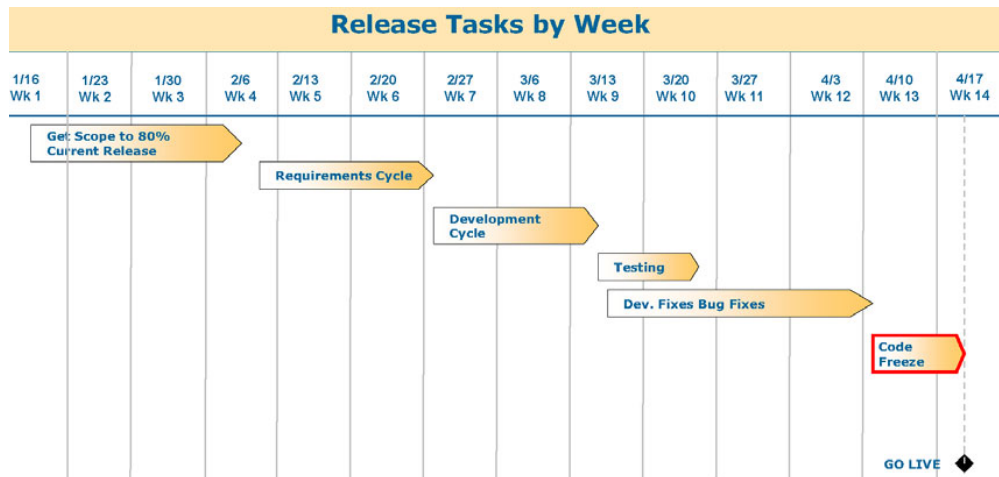 Release Tasks by Week
1/16 1/23 1/30 2/6 2/13 2/20 2/27 3/6 3/13 3/20 3/27 4/3 4/10 4/17
Wk 1 Wk 2 Wk 3 Wk 4 Wk 5 Wk 6 Wk 7 Wk 8 Wk 9 Wk 10 Wk 11 Wk 12 Wk 13 Wk 14
Get Scope to 80%
Current Release
Requirements Cycle
Development
Cycle
Testing
Dev. Fixes Bug Fixes
Code
Freeze
GO LIVE